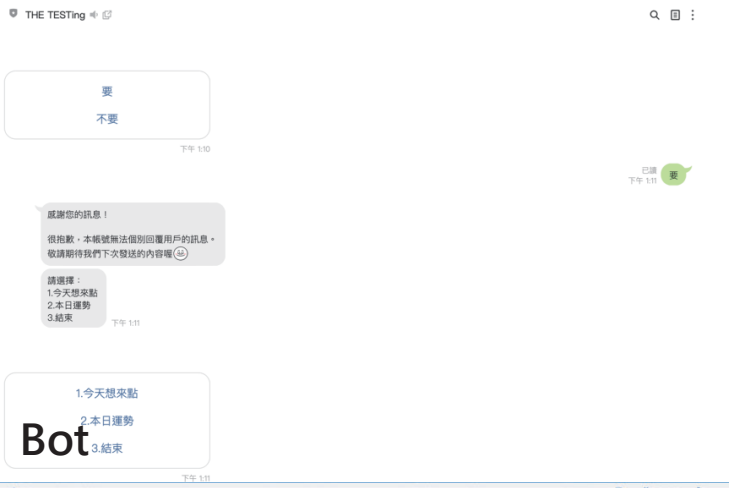 THE TESTing
要
不要
下午 1:10
已讀
下午 1:11
要
感謝您的訊息！
很抱歉，本帳號無法個別回覆用戶的訊息。
敬請期待我們下次發送的內容喔
請選擇：
1.今天想來點
2.本日運勢
3.結束
下午 1:11
1.今天想來點
2.本日運勢
3.結束
Bot
下午 1:11